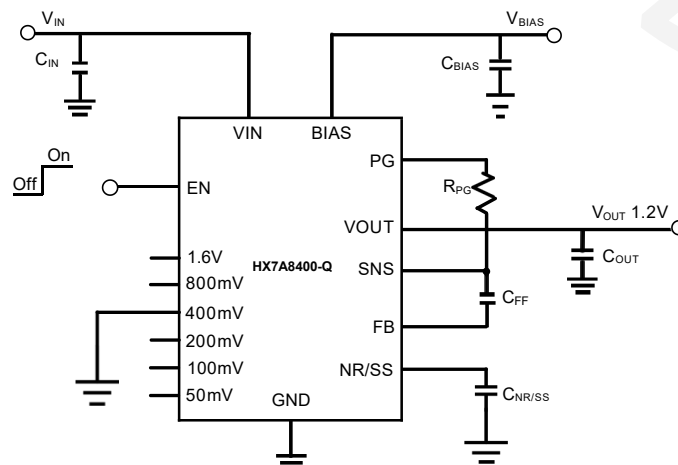 VIN
VBIAS
CIN
CBIAS
VIN BIAS
On
Off
PG
EN
RPG
VOUT 1.2V
VOUT
COUT
1.6V
HX7A8400-Q
SNS
800mV
CFF
400mV
FB
200mV
100mV
NR/SS
50mV
CNR/SS
GND